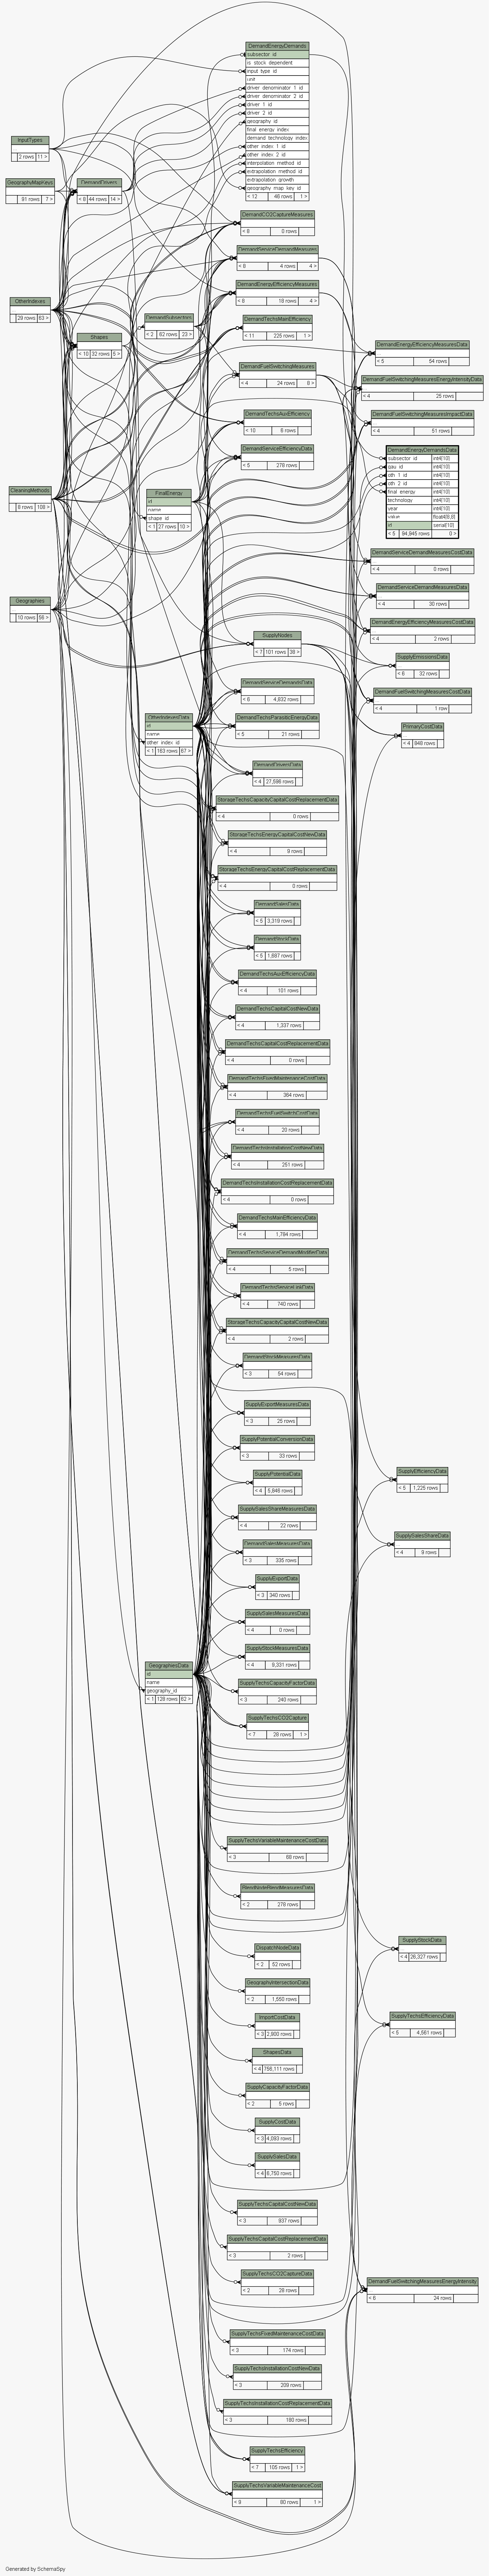 DemandEnergyDemands
subsector_id
is_stock_dependent
input_type_id
unit
driver_denominator_1_id
driver_denominator_2_id
driver_1_id
driver_2_id
geography_id
final_energy_index
demand_technology_index
other_index_1_id
other_index_2_id
interpolation_method_id
extrapolation_method_id
extrapolation_growth
geography_map_key_id
< 12 46 rows 1 >
InputTypes
2 rows 11 >
GeographyMapKeys
81 rows 7 >
DemandDrivers
< 8 44 rows 14 >
DemandCO2CaptureMeasures
< 8 0 rows
DemandServiceDemandMeasures
< 8 4 rows 4 >
DemandEnergyEfficiencyMeasures
< 8 18 rows 4 >
OtherIndexes
28 rows 63 >
DemandSubsectors
< 2 62 rows 23 >
DemandTechsMainEfficiency
< 11 225 rows 1 >
Shapes
< 10 32 rows 5 >
DemandEnergyEfficiencyMeasuresData
< 5 54 rows
DemandFuelSwitchingMeasures
< 4 24 rows 8 >
DemandFuelSwitchingMeasuresEnergyIntensityData
< 4 25 rows
DemandTechsAuxEfficiency
< 10 6 rows
DemandFuelSwitchingMeasuresImpactData
< 4 51 rows
DemandServiceEfficiencyData
< 5 278 rows
DemandEnergyDemandsData
subsector_id int4[10]
gau_id int4[10]
oth_1_id int4[10]
oth_2_id int4[10]
final_energy int4[10]
technology int4[10]
year int4[10]
value float4[8,8]
id serial[10]
< 5 94,945 rows 0 >
CleaningMethods
8 rows 108 >
FinalEnergy
id
name
shape_id
< 1 27 rows 10 >
DemandServiceDemandMeasuresCostData
< 4 0 rows
DemandServiceDemandMeasuresData
< 4 30 rows
Geographies
10 rows 56 >
DemandEnergyEfficiencyMeasuresCostData
< 4 2 rows
SupplyNodes
< 7 101 rows 38 >
SupplyEmissionsData
< 6 32 rows
DemandServiceDemandsData
< 6 4,832 rows
DemandFuelSwitchingMeasuresCostData
< 4 1 row
OtherIndexesData
id
name
other_index_id
< 1 163 rows 67 >
DemandTechsParasiticEnergyData
< 5 21 rows
PrimaryCostData
< 4 848 rows
DemandDriversData
< 4 27,596 rows
StorageTechsCapacityCapitalCostReplacementData
< 4 0 rows
StorageTechsEnergyCapitalCostNewData
< 4 9 rows
StorageTechsEnergyCapitalCostReplacementData
< 4 0 rows
DemandSalesData
< 5 3,319 rows
DemandStockData
< 5 1,687 rows
DemandTechsAuxEfficiencyData
< 4 101 rows
DemandTechsCapitalCostNewData
< 4 1,337 rows
DemandTechsCapitalCostReplacementData
< 4 0 rows
DemandTechsFixedMaintenanceCostData
< 4 364 rows
DemandTechsFuelSwitchCostData
< 4 20 rows
DemandTechsInstallationCostNewData
< 4 251 rows
DemandTechsInstallationCostReplacementData
< 4 0 rows
DemandTechsMainEfficiencyData
< 4 1,784 rows
DemandTechsServiceDemandModifierData
< 4 5 rows
DemandTechsServiceLinkData
< 4 740 rows
StorageTechsCapacityCapitalCostNewData
< 4 2 rows
DemandStockMeasuresData
< 3 54 rows
SupplyExportMeasuresData
< 3 25 rows
SupplyPotentialConversionData
< 3 33 rows
SupplyPotentialData
< 4 5,846 rows
SupplyEfficiencyData
< 5 1,225 rows
SupplySalesShareMeasuresData
< 4 22 rows
SupplySalesShareData
< 4 9 rows
DemandSalesMeasuresData
< 3 335 rows
SupplyExportData
< 3 340 rows
SupplySalesMeasuresData
< 4 0 rows
SupplyStockMeasuresData
< 4 8,331 rows
GeographiesData
id
name
geography_id
< 1 128 rows 62 >
SupplyTechsCapacityFactorData
< 3 240 rows
SupplyTechsCO2Capture
< 7 28 rows 1 >
SupplyTechsVariableMaintenanceCostData
< 3 68 rows
BlendNodeBlendMeasuresData
< 2 278 rows
DispatchNodeData
< 2 52 rows
SupplyStockData
< 4 26,327 rows
GeographyIntersectionData
< 2 1,550 rows
ImportCostData
< 3 2,900 rows
SupplyTechsEfficiencyData
< 5 4,561 rows
ShapesData
< 4 756,111 rows
SupplyCapacityFactorData
< 2 5 rows
SupplyCostData
< 3 4,093 rows
SupplySalesData
< 4 6,750 rows
SupplyTechsCapitalCostNewData
< 3 937 rows
SupplyTechsCapitalCostReplacementData
< 3 2 rows
SupplyTechsCO2CaptureData
< 2 28 rows
DemandFuelSwitchingMeasuresEnergyIntensity
< 6 24 rows
SupplyTechsFixedMaintenanceCostData
< 3 174 rows
SupplyTechsInstallationCostNewData
< 3 209 rows
SupplyTechsInstallationCostReplacementData
< 3 180 rows
SupplyTechsEfficiency
< 7 105 rows 1 >
SupplyTechsVariableMaintenanceCost
< 9 80 rows 1 >
Generated by SchemaSpy